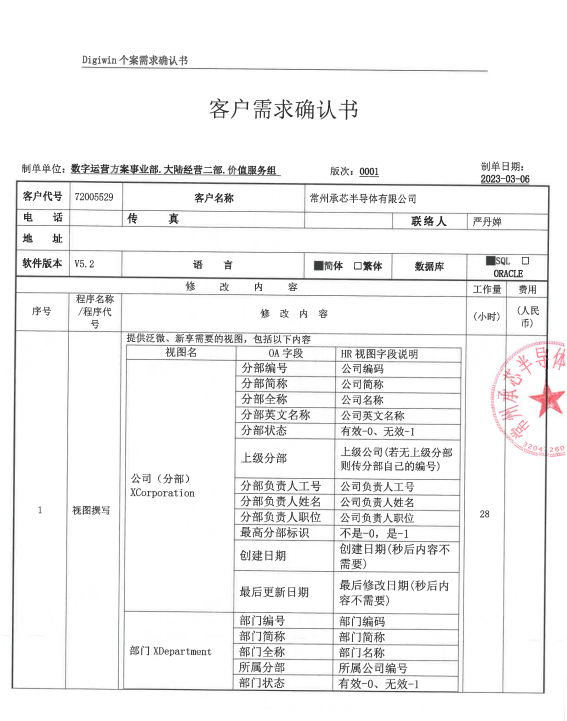 Digiwin 个案需求确认书
客户需求确认书
制单单位: 数字运营方案事业部.大陆经营二部.价值服务组 版次: 0001 制单日期:
2023-03-06
客户代号 72005529 客户名称 常州承芯半导体有限公司
电 话 传 真 联络人 严丹婵
地 址
软件版本 V5.2 语 言 ■简体 □繁体 数据库 ■SQL □
ORACLE
修 改 内 容 工作量 费用
序号 程序名称/程序代号 修 改 内 容 (小时) (人民币)
提供泛微、新享需要的视图,包括以下内容
视图名 OA 字段 HR 视图字段说明
分部编号 公司编码
分部简称 公司简称
分部全称 公司名称
分部英文名称 公司英文名称
分部状态 有效-0、无效-1
上级分部 上级公司(若无上级分部则传分部自己的编号)
公司(分部)
XCorporation
分部负责人工号 公司负责人工号
分部负责人姓名 公司负责人姓名
1 视图撰写 28
分部负责人职位 公司负责人职位
最高分部标识 不是-0, 是-1
创建日期 创建日期(秒后内容不需要)
最后更新日期 最后修改日期(秒后内容不需要)
部门编号 部门编码
部门简称 部门简称
部门 XDepartment 部门全称 部门名称
所属分部 所属公司编号
部门状态 有效-0、无效-1
常州承芯半导体